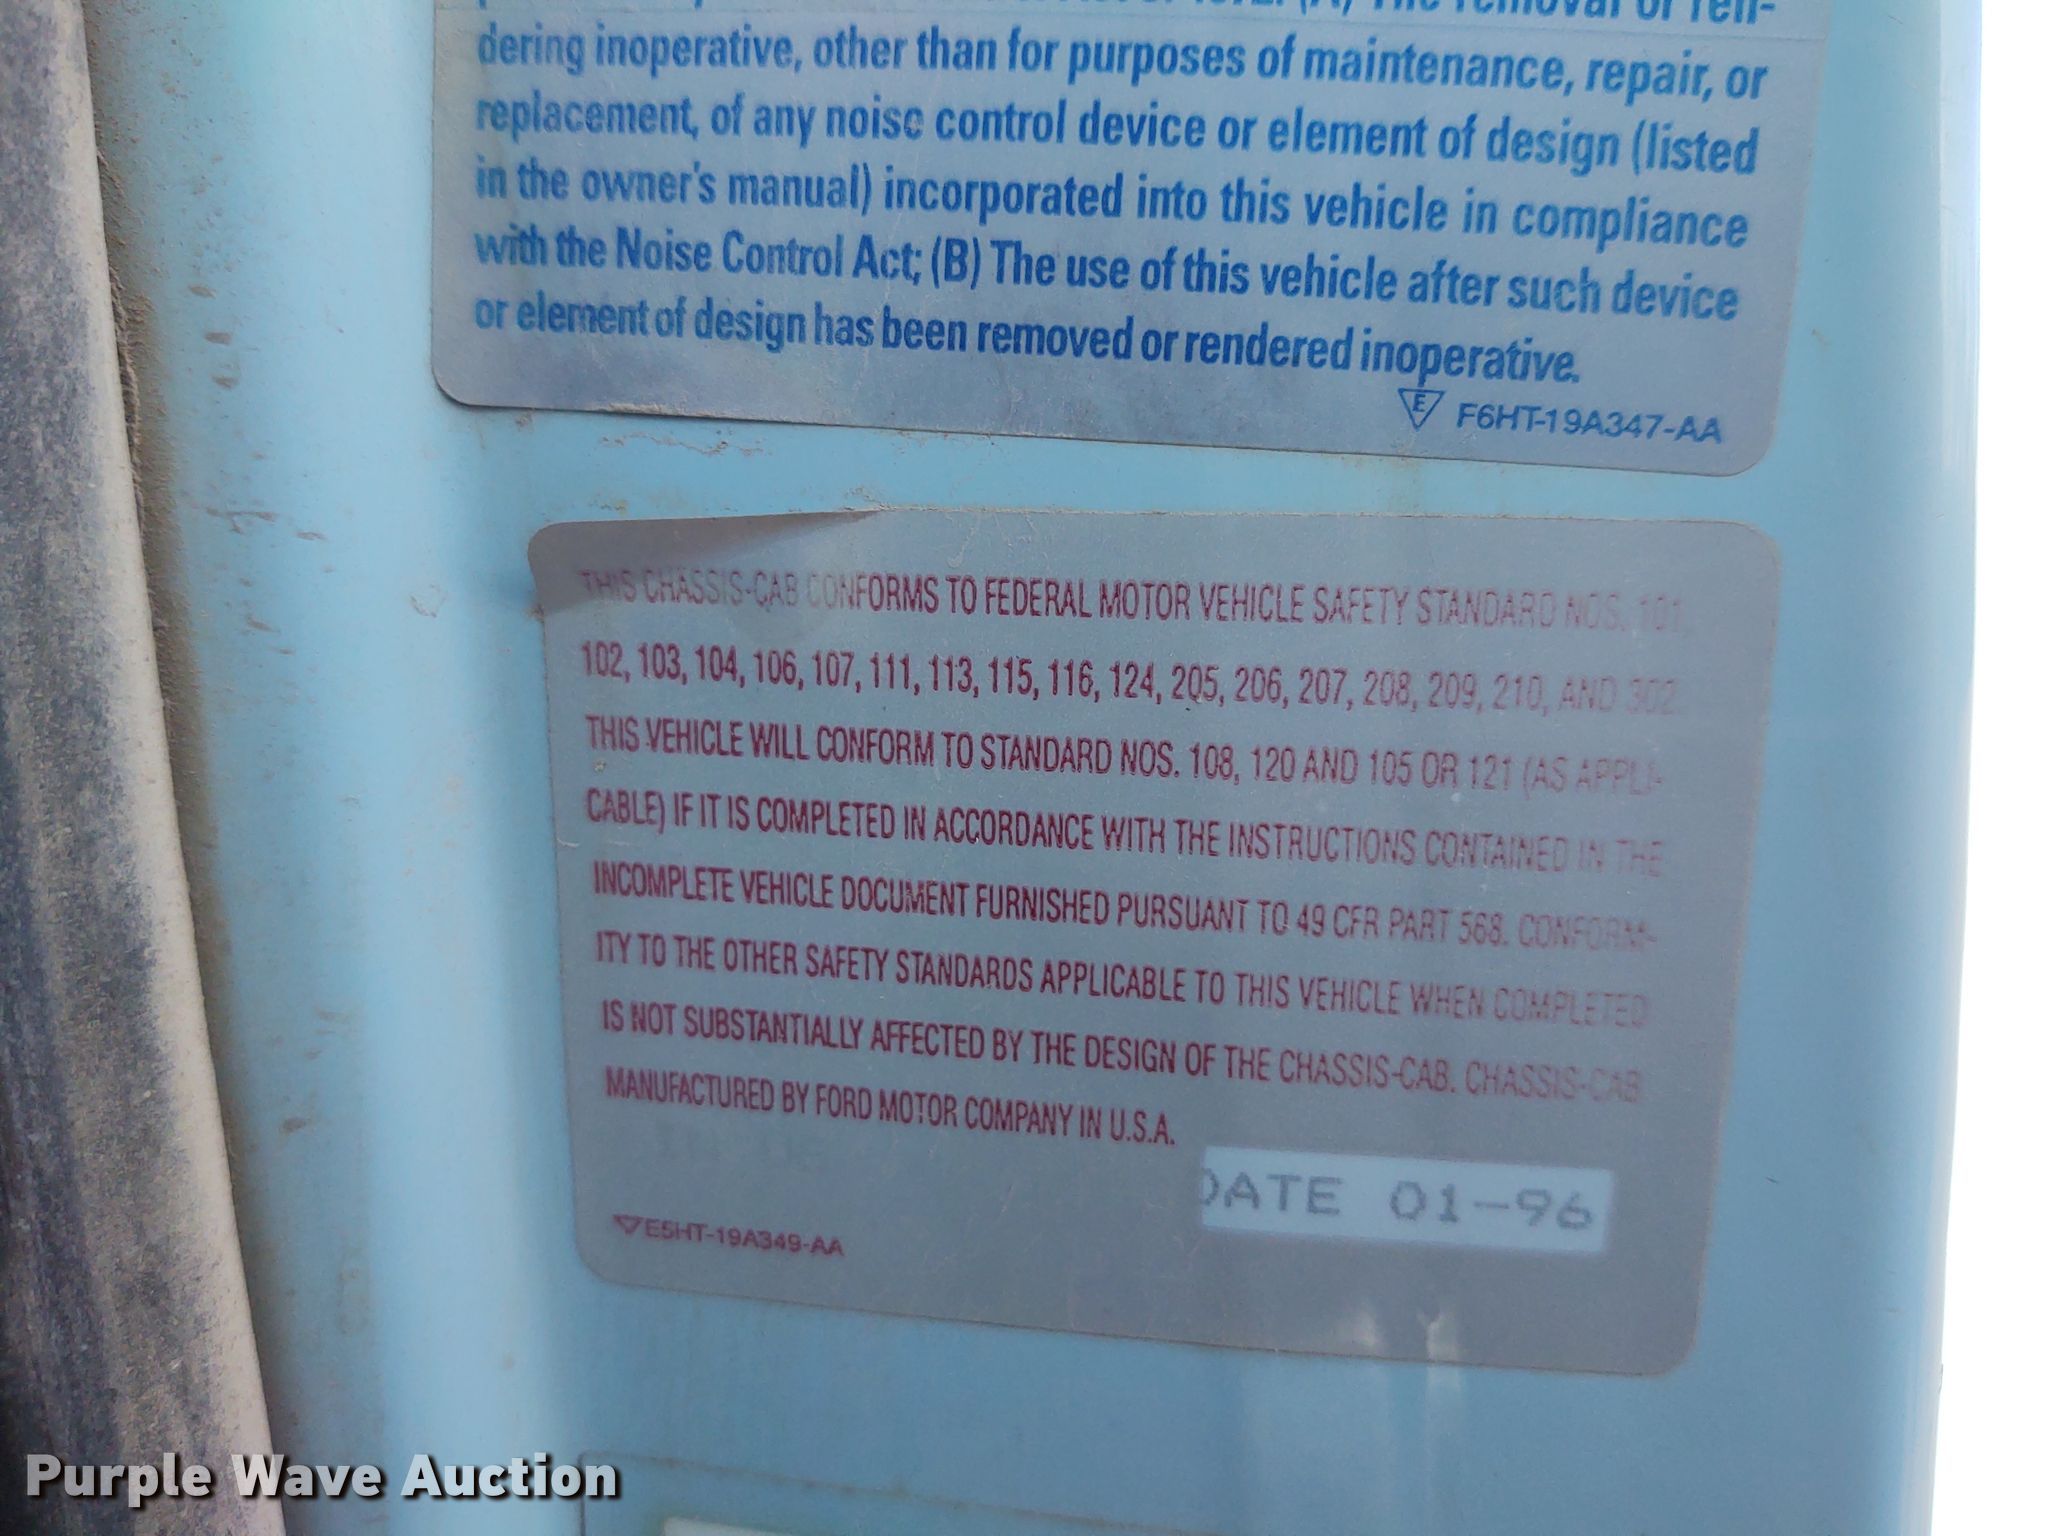 The removal or ren-
dering inoperative, other than for purposes of maintenance, repair, or
replacement, of any noise control device or element of design (listed
in the owner's manual) incorporated into this vehicle in compliance
with the Noise Control Act; (B) The use of this vehicle after such device
or element of design has been removed or rendered inoperative.
E F6HT-19A347-AA
THIS CHASSIS-CAB CONFORMS TO FEDERAL MOTOR VEHICLE SAFETY STANDARD NOS. 101,
102, 103, 104, 106, 107, 111, 113, 115, 116, 124, 205, 206, 207, 208, 209, 210, AND 302.
THIS VEHICLE WILL CONFORM TO STANDARD NOS. 108, 120 AND 105 OR 121 (AS APPLI-
CABLE) IF IT IS COMPLETED IN ACCORDANCE WITH THE INSTRUCTIONS CONTAINED IN THE
INCOMPLETE VEHICLE DOCUMENT FURNISHED PURSUANT TO 49 CFR PART 568. CONFORM-
ITY TO THE OTHER SAFETY STANDARDS APPLICABLE TO THIS VEHICLE WHEN COMPLETED
IS NOT SUBSTANTIALLY AFFECTED BY THE DESIGN OF THE CHASSIS-CAB. CHASSIS-CAB
MANUFACTURED BY FORD MOTOR COMPANY IN U.S.A.
DATE 01-96
E5HT-19A349-AA
Purple Wave Auction